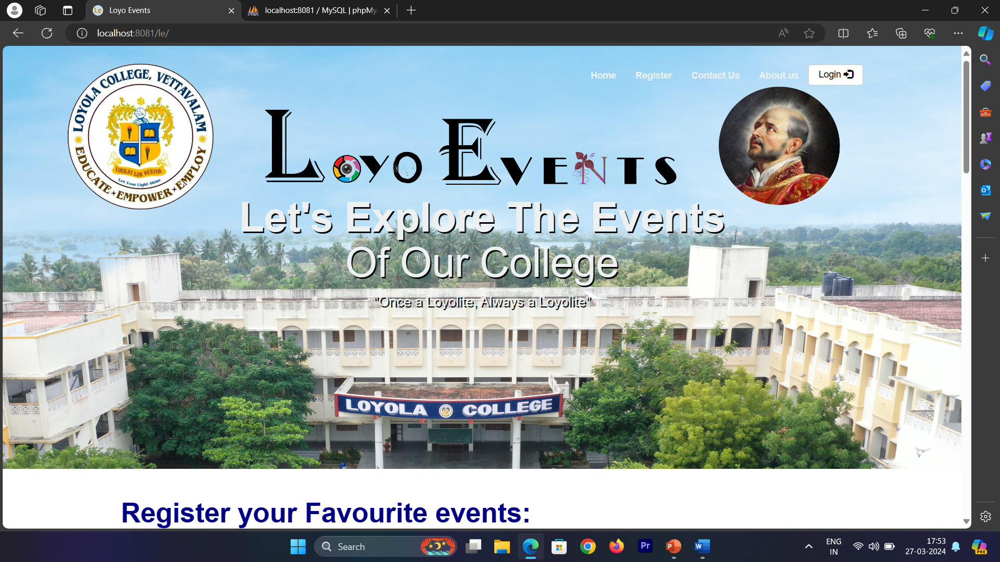 Loyo Events
localhost:8081 / MySQL | phpMy
localhost:8081/le/
Home
Register
Contact Us
About us
Login
LOYOLA COLLEGE, VETTAVALAM
LUCEAT LUX VESTRA
Let Your Light Shine
EDUCATE EMPOWER EMPLOY
LOYO EVENTS
Let's Explore The Events
Of Our College
"Once a Loyolite, Always a Loyolite"
LOYOLA COLLEGE
Register your Favourite events:
Search
ENG
IN
17:53
27-03-2024